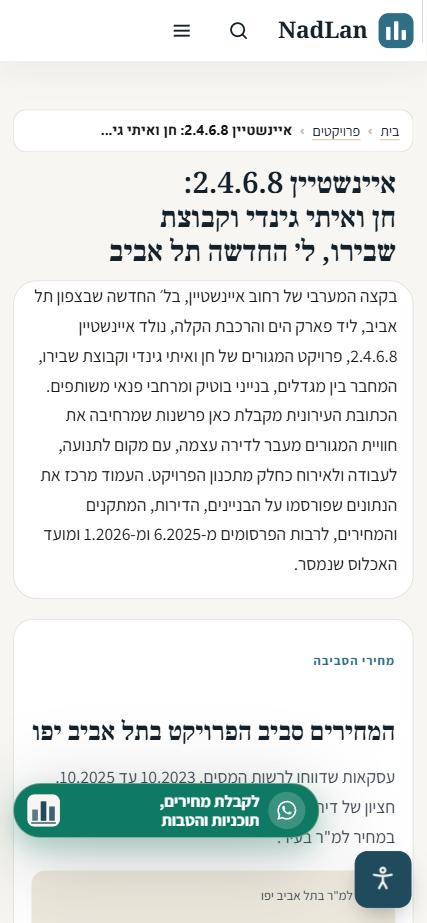 NadLan
בית › פרויקטים › איינשטיין 2.4.6.8: חן ואיתי גי...
איינשטיין 2.4.6.8:
חן ואיתי גינדי וקבוצת
שבירו, ל׳ החדשה תל אביב
בקצה המערבי של רחוב איינשטיין, בל׳ החדשה שבצפון תל
אביב, ליד פארק הים והרכבת הקלה, נולד איינשטיין
2.4.6.8, פרויקט המגורים של חן ואיתי גינדי וקבוצת שבירו,
המחבר בין מגדלים, בנייני בוטיק ומרחבי פנאי משותפים.
הכתובת העירונית מקבלת כאן פרשנות שמרחיבה את
חוויית המגורים מעבר לדירה עצמה, עם מקום לתנועה,
לעבודה ולאירוח כחלק מתכנון הפרויקט. העמוד מרכז את
הנתונים שפורסמו על הבניינים, הדירות, המתקנים
והמחירים, לרבות הפרסומים מ-6.2025 ומ-1.2026 ומועד
האכלוס שנמסר.
מחירי הסביבה
המחירים סביב הפרויקט בתל אביב יפו
עסקאות שדווחו לרשות המסים, 10.2023 עד 10.2025.
חציון של
במחיר למ"ר
לקבלת מחירים,
תוכניות והטבות
למ"ר בתל אביב יפו